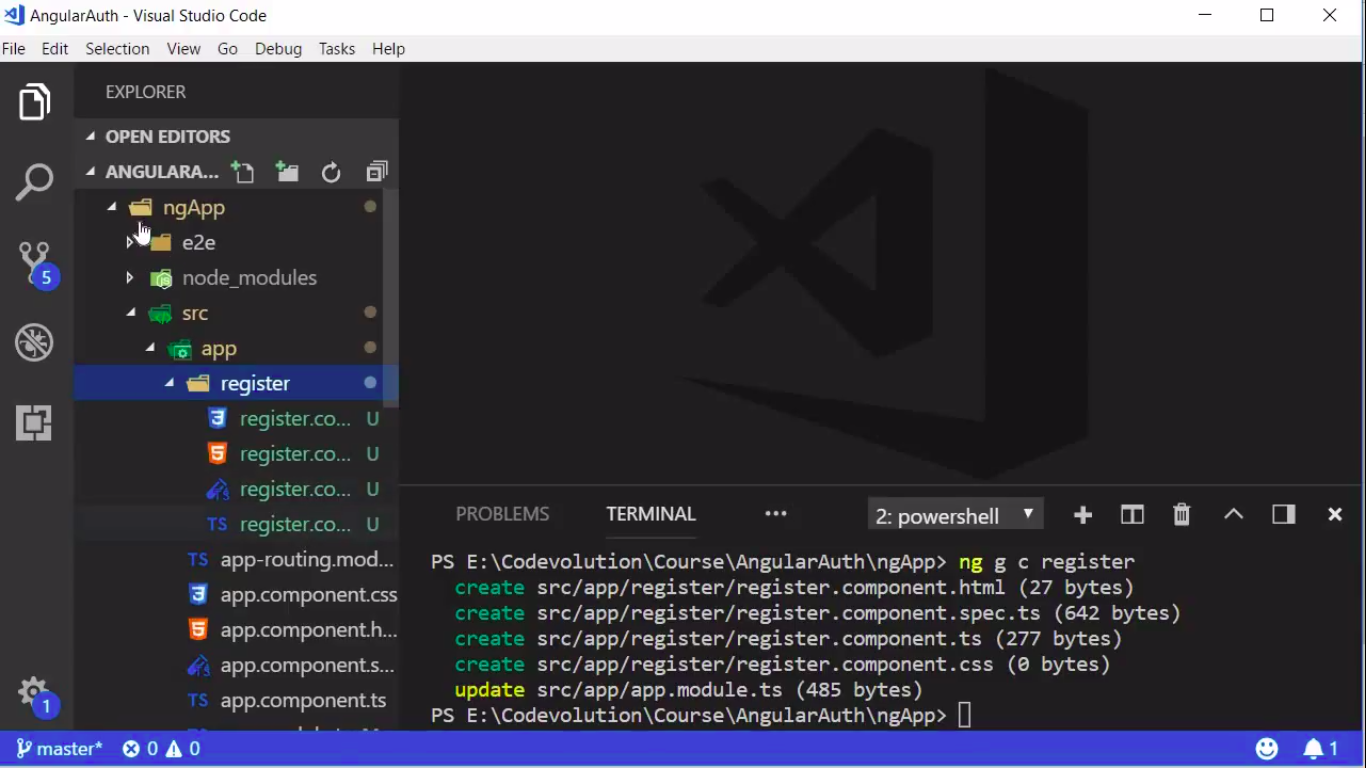 AngularAuth - Visual Studio Code
File Edit Selection View Go Debug Tasks Help
EXPLORER
OPEN EDITORS
ANGULARA...
ngApp
e2e
node_modules
src
app
register
register.co... U
register.co... U
register.co... U
TS register.co... U
TS app-routing.mod...
app.component.css
app.component.h...
app.component.s...
TS app.component.ts
5
1
PROBLEMS TERMINAL ... 2: powershell
PS E:\Codevolution\Course\AngularAuth\ngApp> ng g c register
create src/app/register/register.component.html (27 bytes)
create src/app/register/register.component.spec.ts (642 bytes)
create src/app/register/register.component.ts (277 bytes)
create src/app/register/register.component.css (0 bytes)
update src/app/app.module.ts (485 bytes)
PS E:\Codevolution\Course\AngularAuth\ngApp>
master* 0 0 1